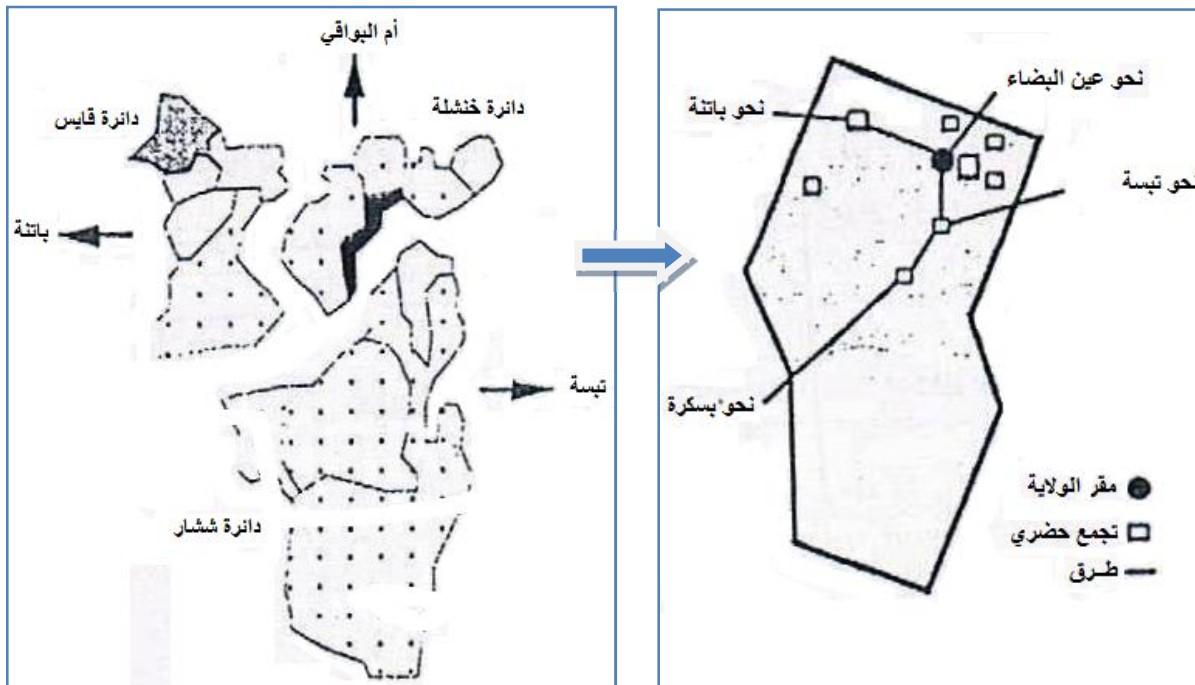 أم البواقي
دائرة خنشلة
دائرة قايس
باتنة
تبسة
دائرة ششار
نحو عين البضاء
نحو باتنة
نحو تبسة
نحو بسكرة
مقر الولاية
تجمع حضري
طـرق